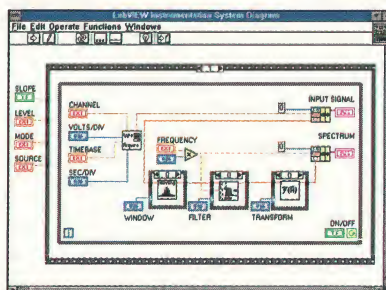 LabVIEW Instrumentation System Diagram
File Edit Operate Functions Windows
SLOPE
LEVEL
MODE
SOURCE
CHANNEL
VOLTS/DIV
TIMEBASE
SEC/DIV
FREQUENCY
INPUT SIGNAL
SPECTRUM
WINDOW
FILTER
TRANSFORM
ON/OFF